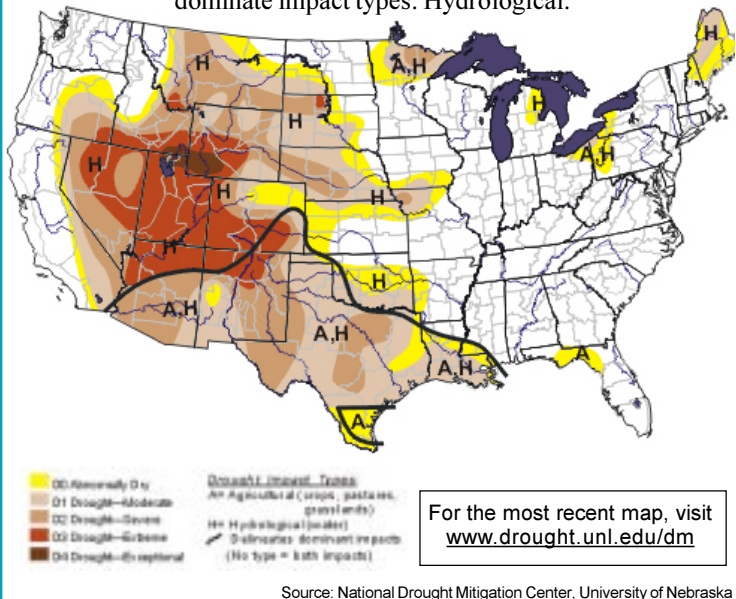 dominate impact types: Hydrological.
H
H
A,H
H
H
A,H
H
H
H
H
H
A,H
A,H
A,H
A
A
D0 Abnormally Dry
D1 Drought—Moderate
D2 Drought—Severe
D3 Drought—Extreme
D4 Drought—Exceptional
Drought Impact Types:
A= Agricultural (crops, pastures,
grasslands)
H= Hydrological (water)
Delineates dominant impacts
(No type = both impacts)
For the most recent map, visit
www.drought.unl.edu/dm
Source: National Drought Mitigation Center, University of Nebraska